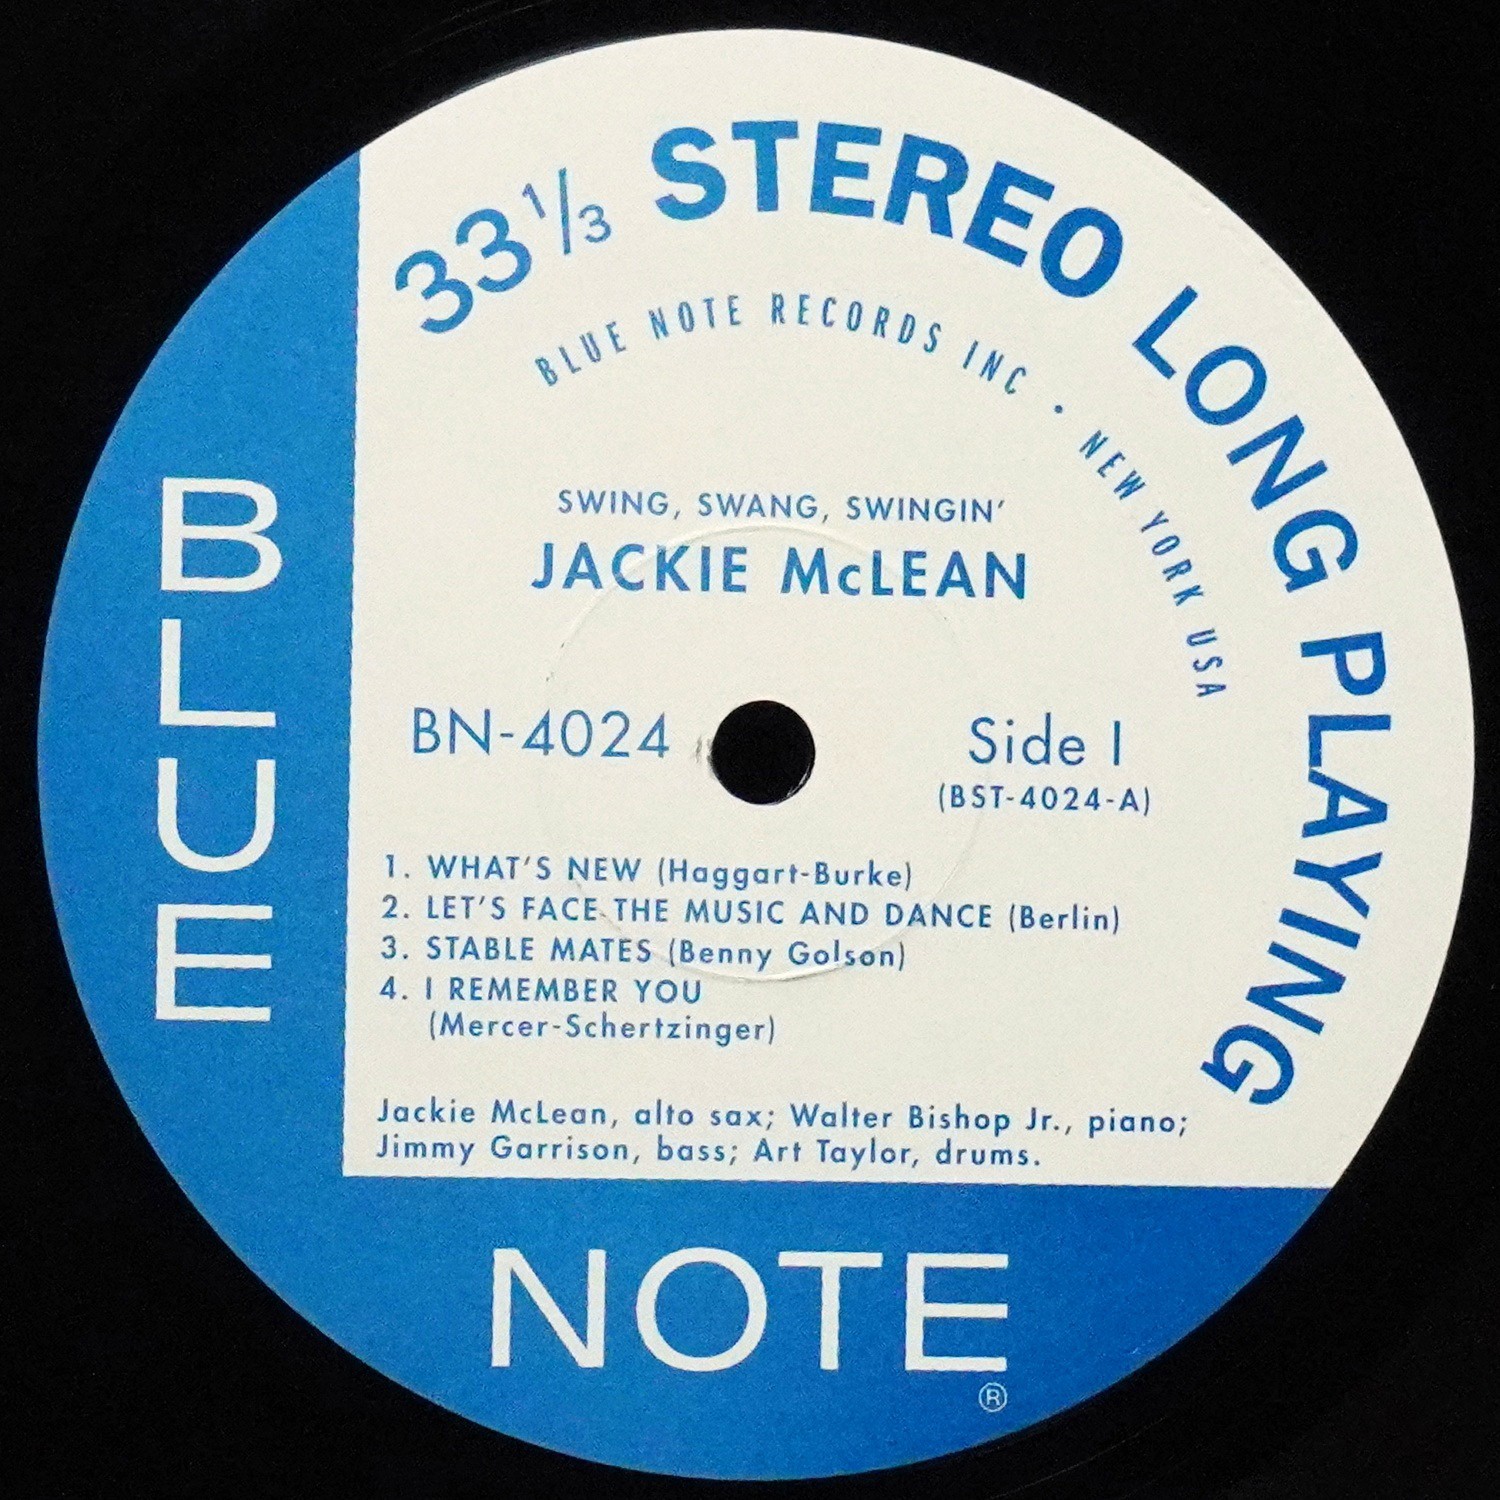 33 1/3 STEREO LONG PLAYING
BLUE NOTE RECORDS INC • NEW YORK USA
SWING, SWANG, SWINGIN'
JACKIE McLEAN
BN-4024
Side 1
(BST-4024-A)
1. WHAT'S NEW (Haggart-Burke)
2. LET'S FACE THE MUSIC AND DANCE (Berlin)
3. STABLE MATES (Benny Golson)
4. I REMEMBER YOU
(Mercer-Schertzinger)
Jackie McLean, alto sax; Walter Bishop Jr., piano;
Jimmy Garrison, bass; Art Taylor, drums.
BLUE
NOTE
®